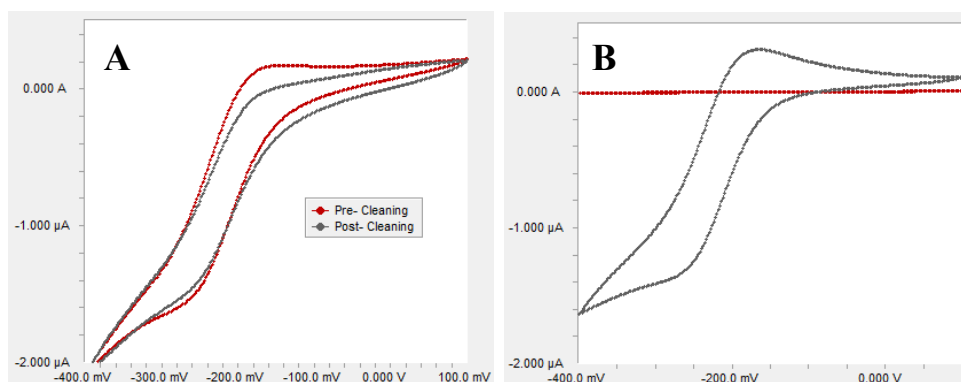 A
0.000 A
-1.000 µA
-2.000 µA
-400.0 mV
-300.0 mV
-200.0 mV
-100.0 mV
0.000 V
100.0 mV
Pre- Cleaning
Post- Cleaning
B
0.000 A
-1.000 µA
-2.000 µA
-400.0 mV
-200.0 mV
0.000 V